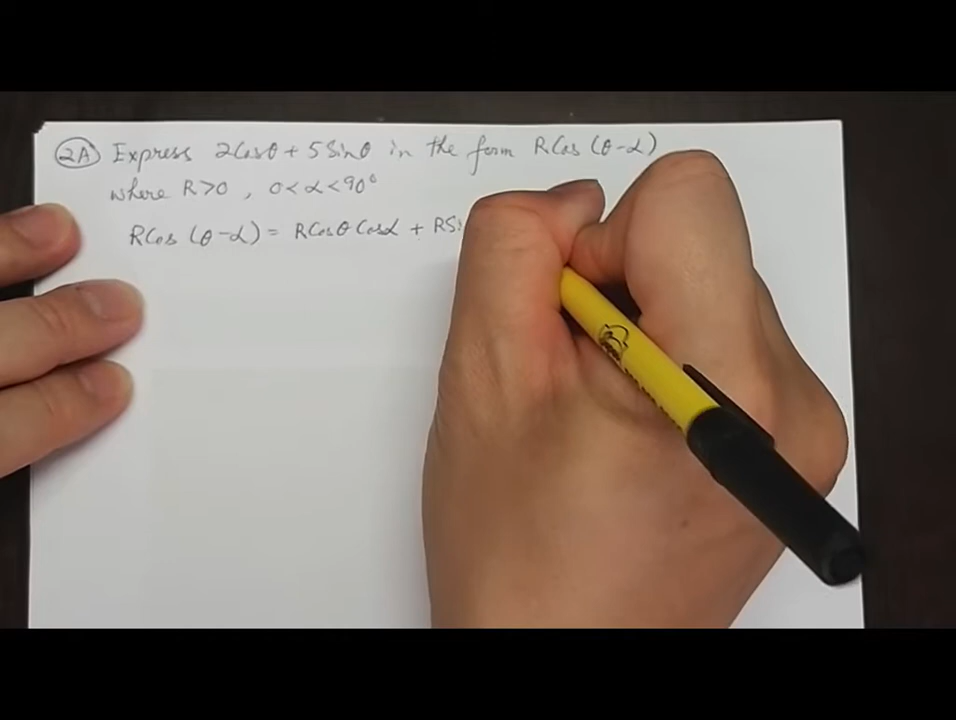 2A Express 2Cosθ + 5Sinθ in the form RCos (θ-α)
where R>0 , 0<α<90°
RCos (θ-α) = RCosθ Cosα + RS